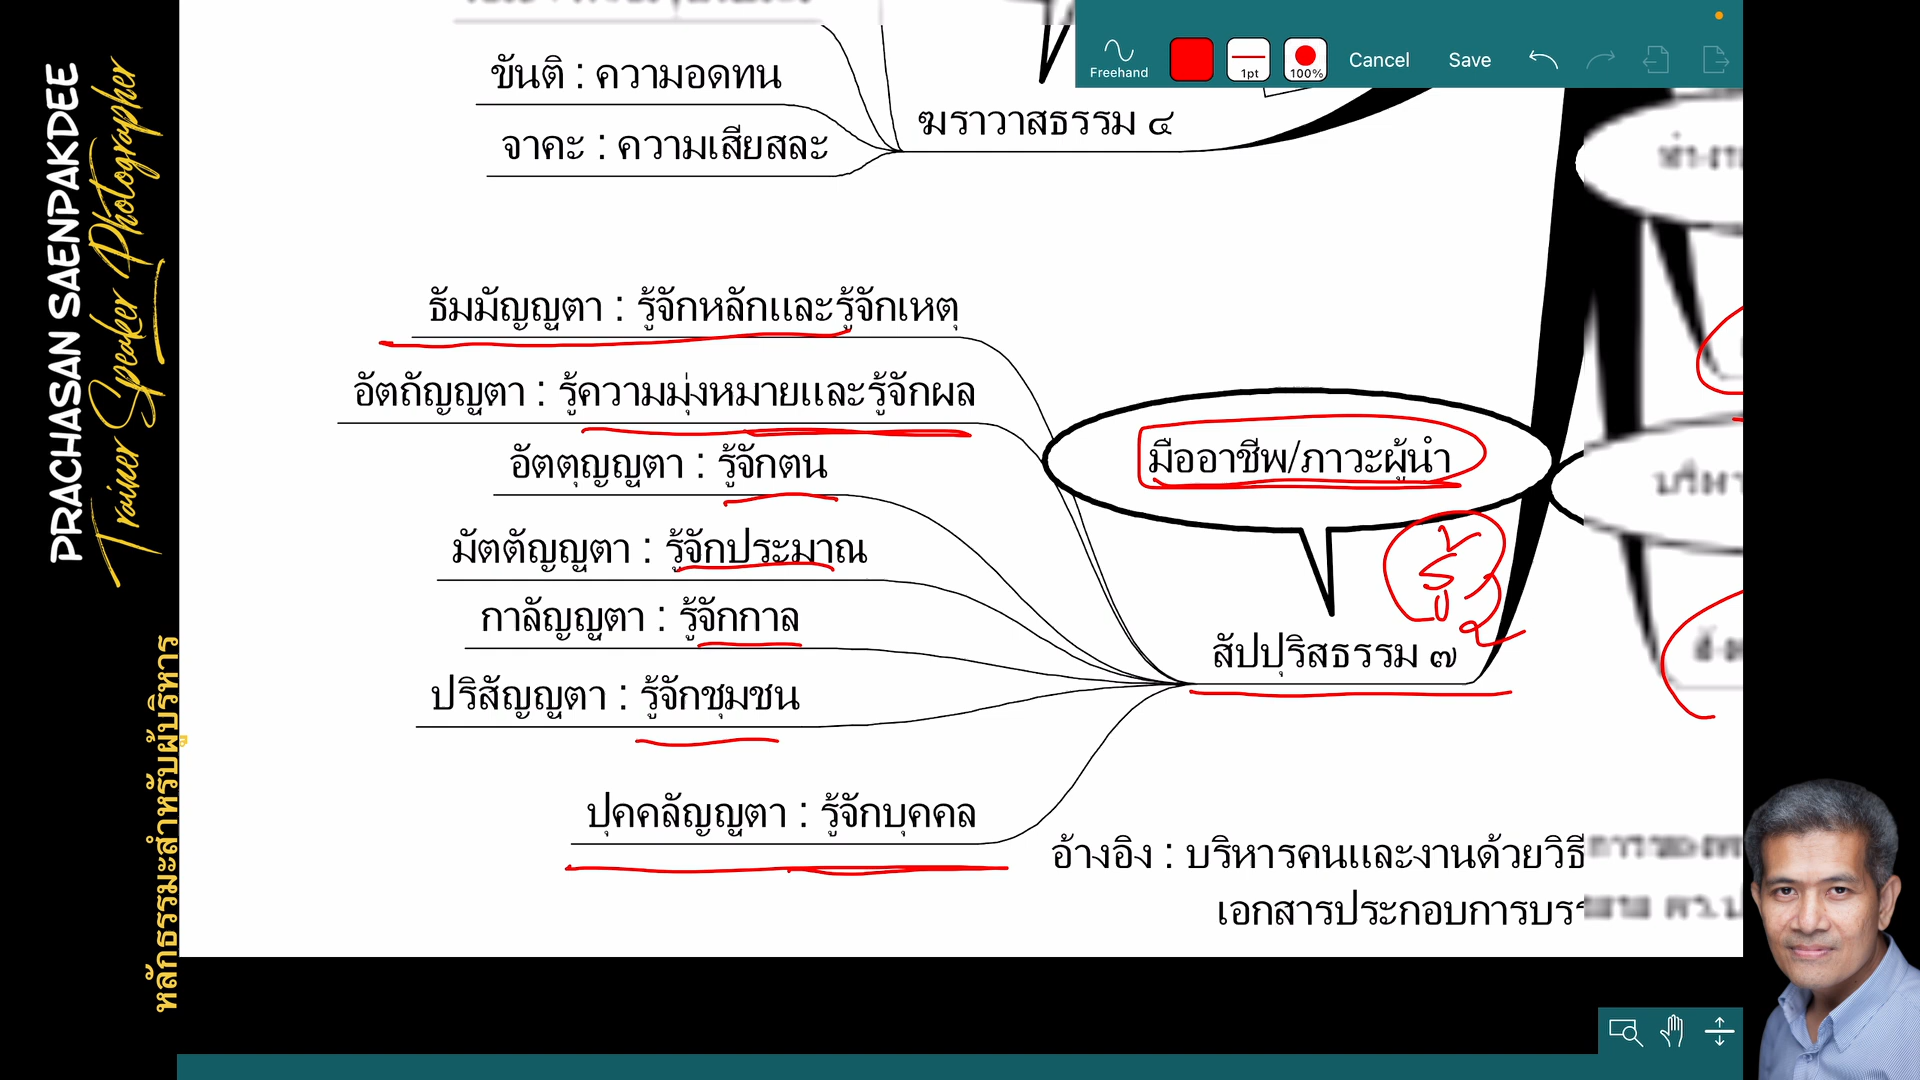 PRACHASAN SAENPAKDEE
Trainer Speaker Photographer
หลักธรรมะสำหรับผู้บริหาร
Freehand
1pt
100%
Cancel
Save
ขันติ : ความอดทน
จาคะ : ความเสียสละ
ฆราวาสธรรม ๔
ธัมมัญญตา : รู้จักหลักและรู้จักเหตุ
อัตถัญญตา : รู้ความมุ่งหมายและรู้จักผล
อัตตุญญตา : รู้จักตน
มัตตัญญตา : รู้จักประมาณ
กาลัญญตา : รู้จักกาล
ปริสัญญตา : รู้จักชุมชน
ปุคคลัญญตา : รู้จักบุคคล
มืออาชีพ/ภาวะผู้นำ
รู้
สัปปุริสธรรม ๗
อ้างอิง : บริหารคนและงานด้วยวิธี
เอกสารประกอบการบรร